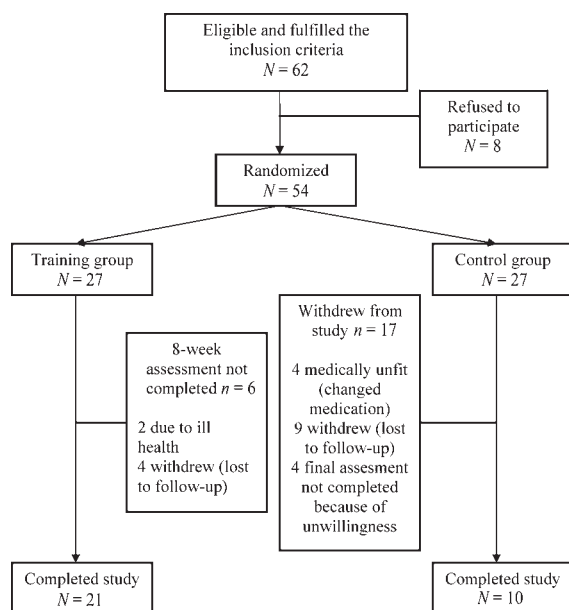 Eligible and fulfilled the
inclusion criteria
N = 62
Refused to
participate
N = 8
Randomized
N = 54
Training group
N = 27
Control group
N = 27
8-week
assessment not
completed n = 6
2 due to ill
health
4 withdrew (lost
to follow-up)
Withdrew from
study n = 17
4 medically unfit
(changed
medication)
9 withdrew (lost
to follow-up)
4 final assesment
not completed
because of
unwillingness
Completed study
N = 21
Completed study
N = 10